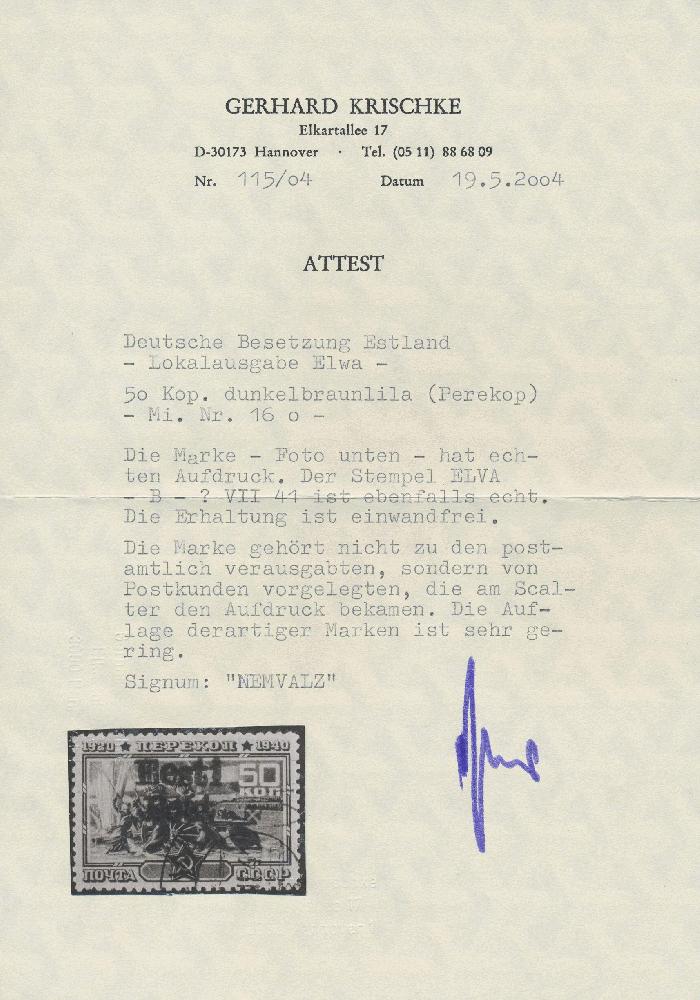 GERHARD KRISCHKE
Elkartallee 17
D-30173 Hannover · Tel. (05 11) 88 68 09
Nr. 115/04 Datum 19.5.2004
ATTEST
Deutsche Besetzung Estland
- Lokalausgabe Elwa -
50 Kop. dunkelbraunlila (Perekop)
- Mi. Nr. 16 o -
Die Marke - Foto unten - hat ech-
ten Aufdruck. Der Stempel ELVA
- B - ? VII 41 ist ebenfalls echt.
Die Erhaltung ist einwandfrei.
Die Marke gehört nicht zu den post-
amtlich verausgabten, sondern von
Postkunden vorgelegten, die am Scal-
ter den Aufdruck bekamen. Die Auf-
lage derartiger Marken ist sehr ge-
ring.
Signum: "NEMVALZ"
1920 ★ ПЕРЕКОП ★ 1940
Eesti
50
КОП
Post
ПОЧТА СССР